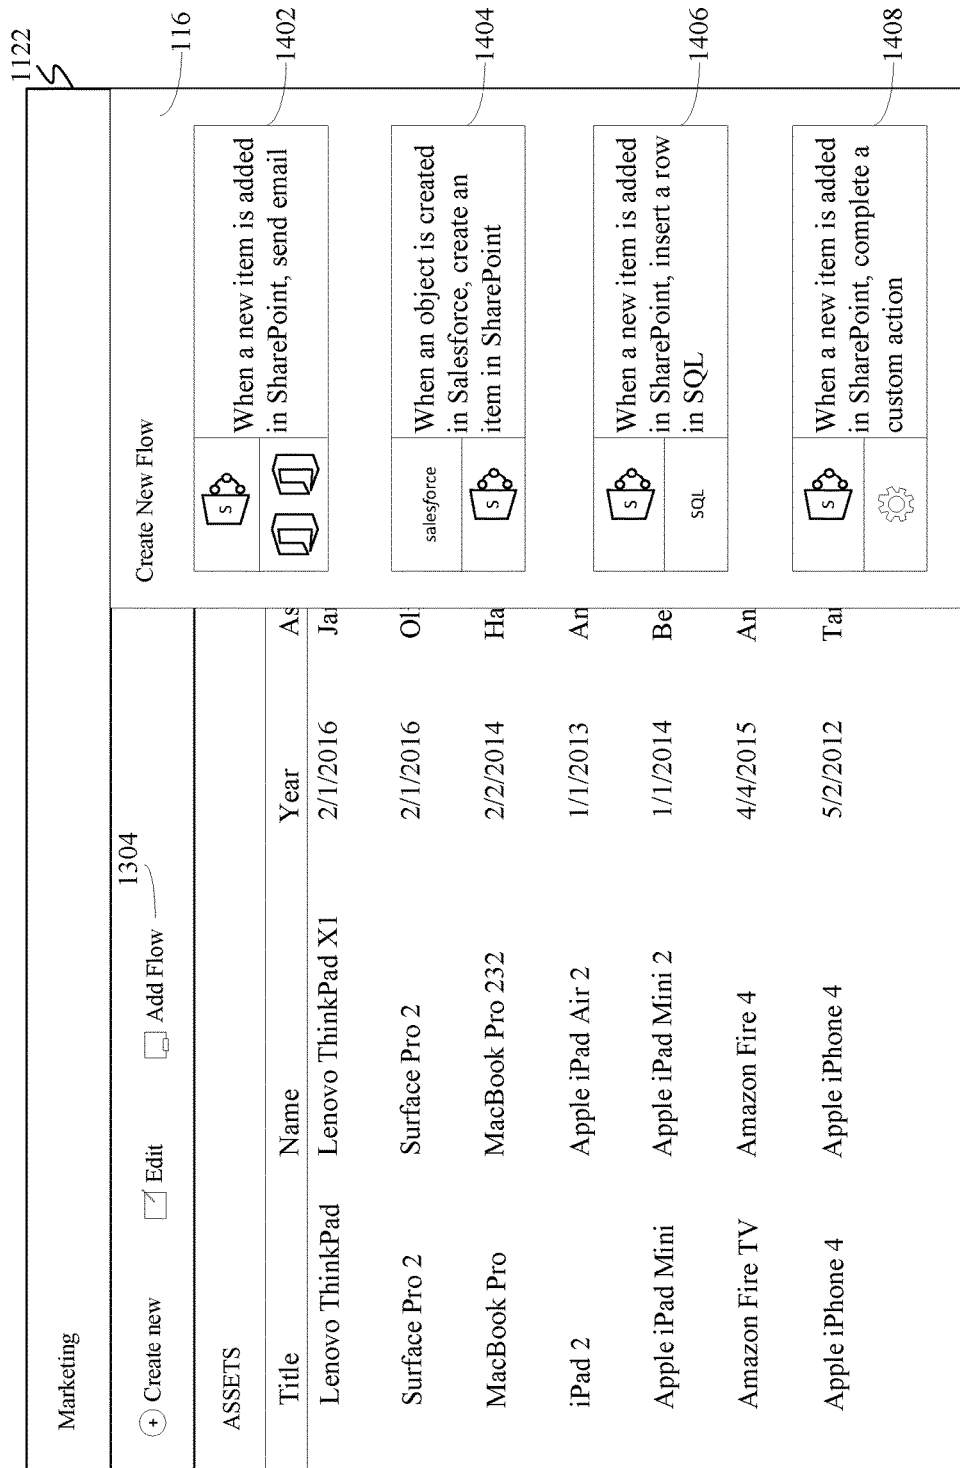 1122
Marketing
+ Create new
Edit
Add Flow
1304
Create New Flow
116
ASSETS
Title Name Year As
Lenovo ThinkPad Lenovo ThinkPad X1 2/1/2016 Jar
Surface Pro 2 Surface Pro 2 2/1/2016 Ol
MacBook Pro MacBook Pro 232 2/2/2014 Ha
iPad 2 Apple iPad Air 2 1/1/2013 An
Apple iPad Mini Apple iPad Mini 2 1/1/2014 Be
Amazon Fire TV Amazon Fire 4 4/4/2015 An
Apple iPhone 4 Apple iPhone 4 5/2/2012 Tar
S
When a new item is added
in SharePoint, send email
1402
salesforce
S
When an object is created
in Salesforce, create an
item in SharePoint
1404
S
SQL
When a new item is added
in SharePoint, insert a row
in SQL
1406
S
When a new item is added
in SharePoint, complete a
custom action
1408